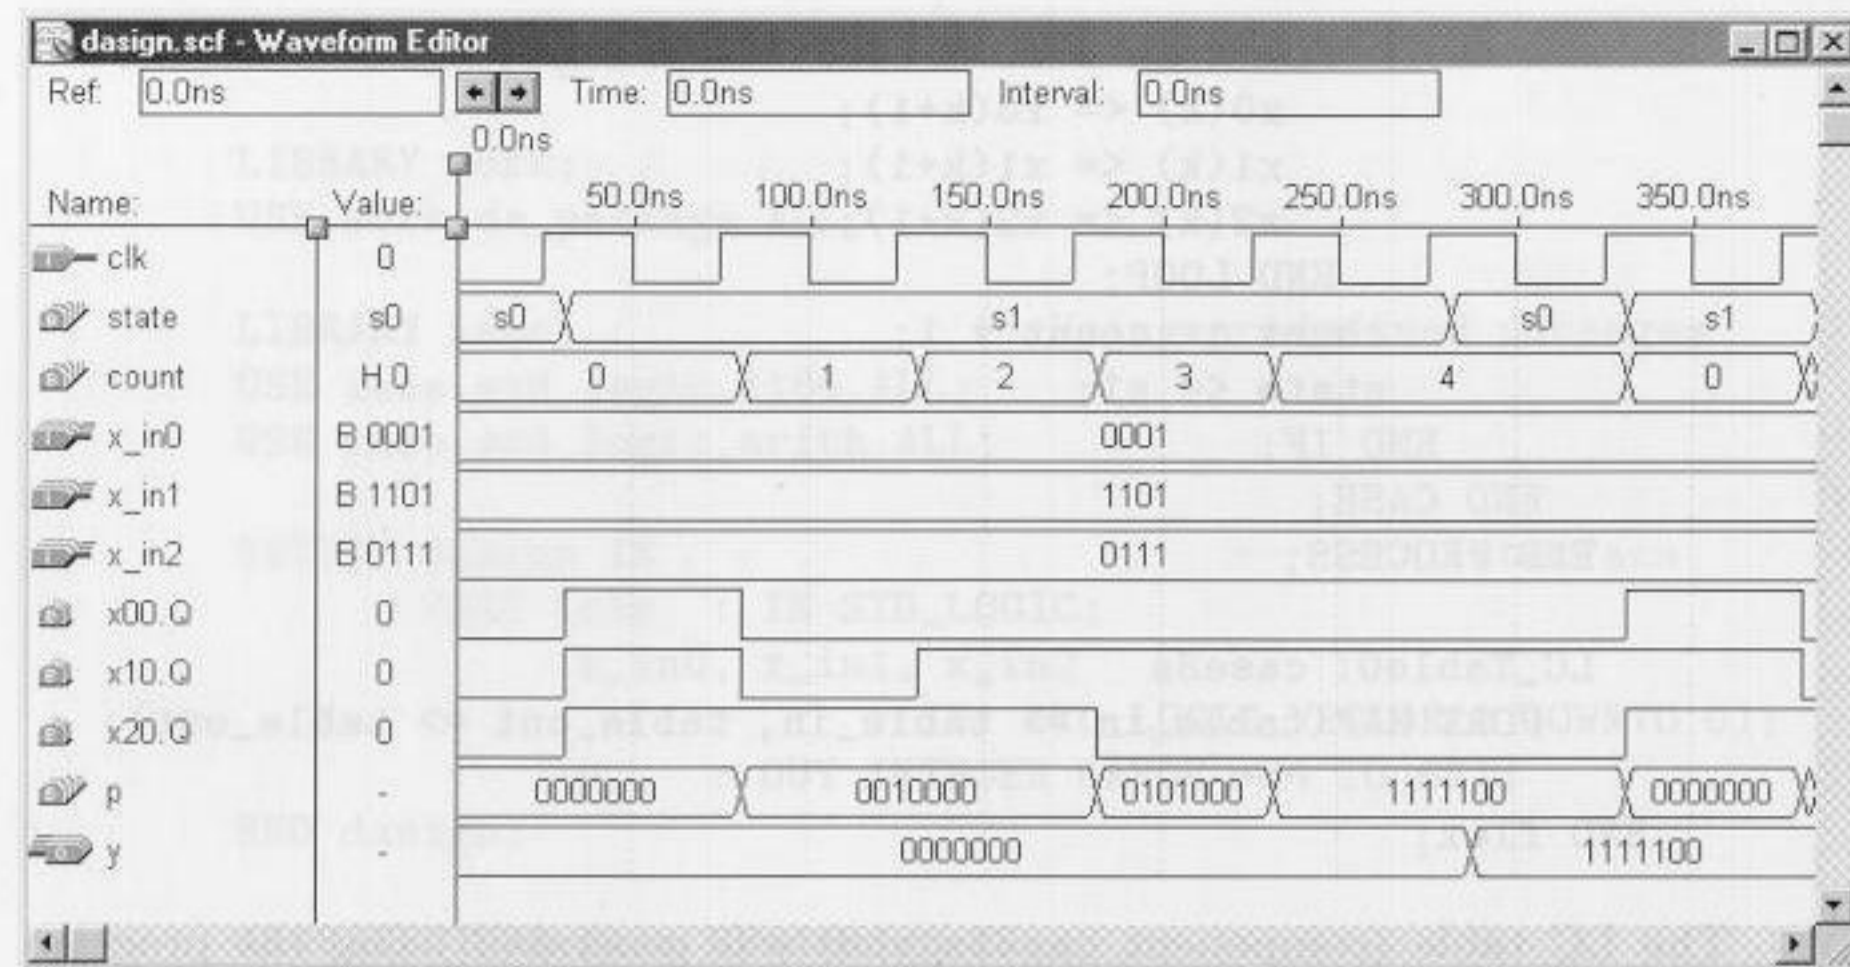 dasign.scf - Waveform Editor
Ref: 0.0ns Time: 0.0ns Interval: 0.0ns
0.0ns
Name: Value: 50.0ns 100.0ns 150.0ns 200.0ns 250.0ns 300.0ns 350.0ns
clk 0
state s0 s0 s1 s0 s1
count H 0 0 1 2 3 4 0
x_in0 B 0001 0001
x_in1 B 1101 1101
x_in2 B 0111 0111
x00.Q 0
x10.Q 0
x20.Q 0
p - 0000000 0010000 0101000 1111100 0000000
y - 0000000 1111100